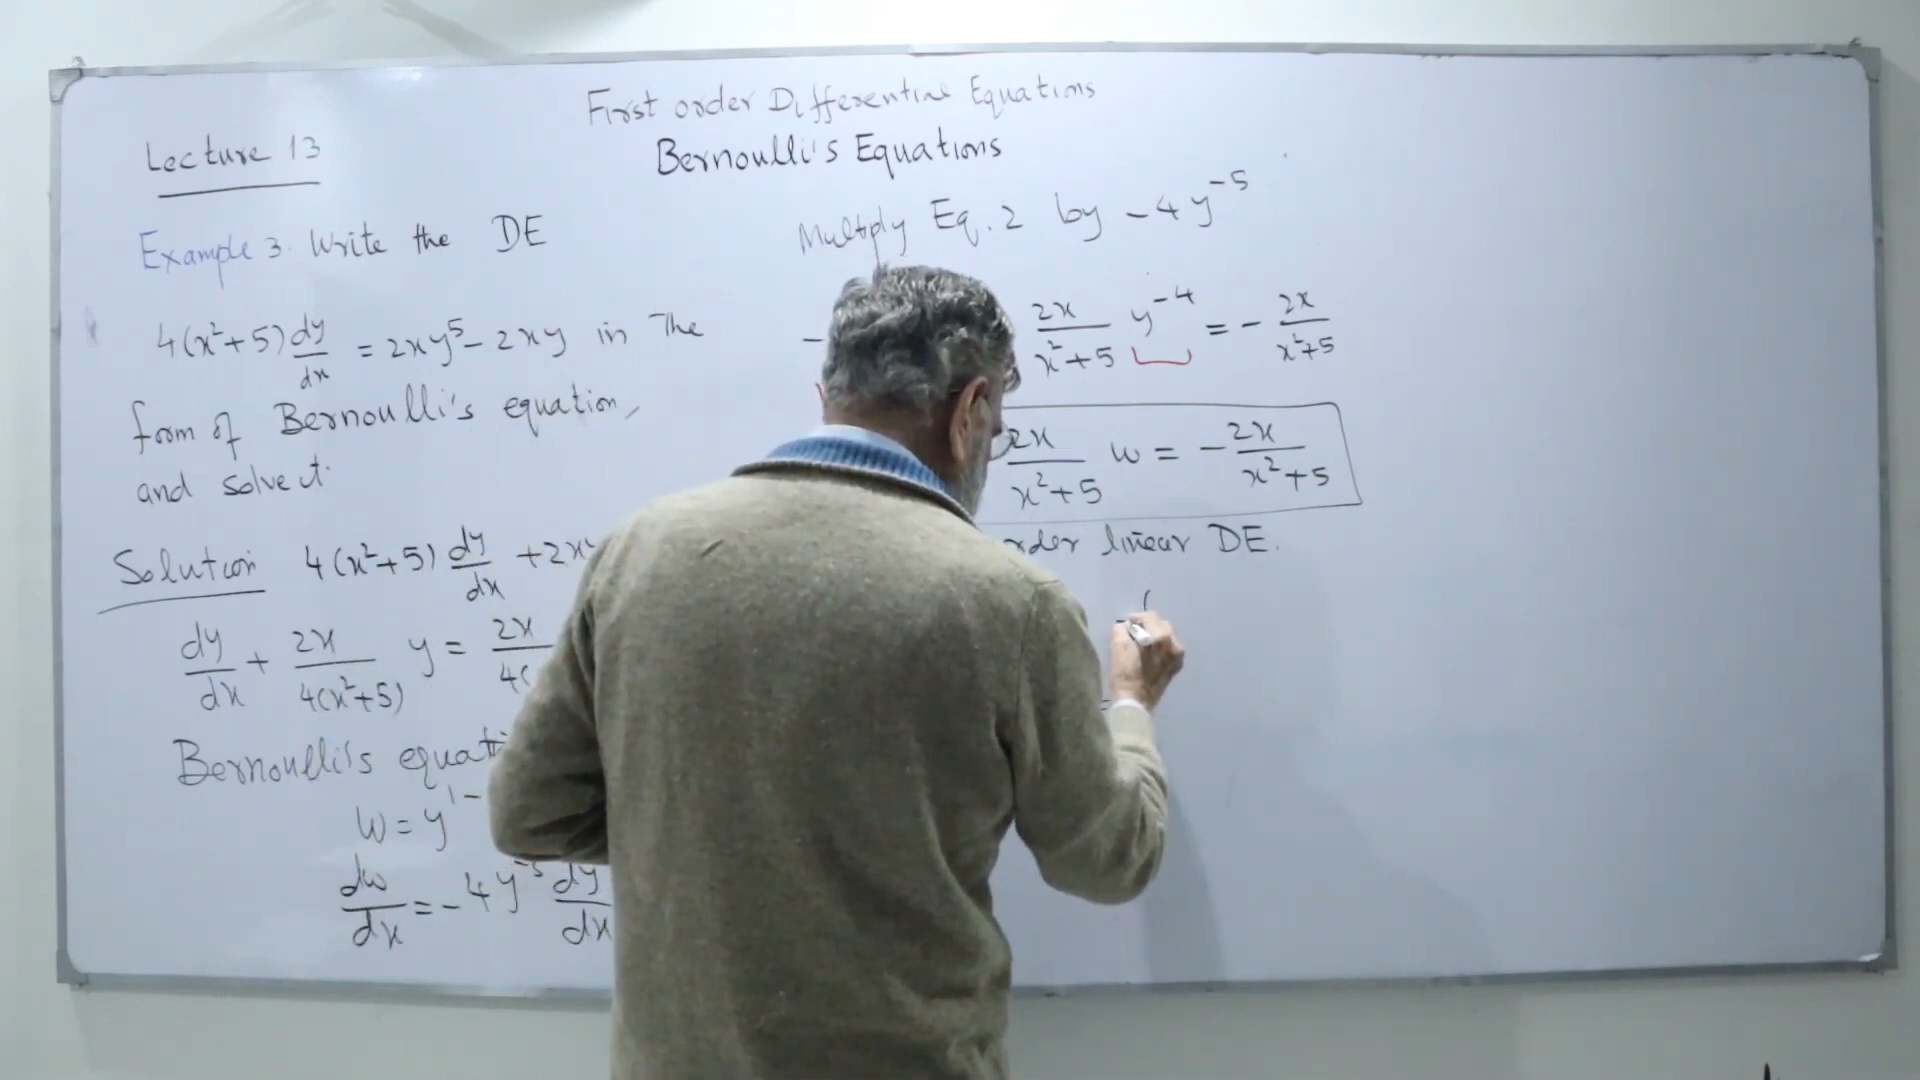 First order Differential Equations
Bernoulli's Equations
Lecture 13
Example 3. Write the DE
4(x²+5) dy/dx = 2xy⁵ - 2xy in the
form of Bernoulli's equation,
and solve it.
Solution 4(x²+5) dy/dx + 2x
dy/dx + 2x/4(x²+5) y = 2x/4(
Bernoulli's
w = y¹⁻
dw/dx = -4y⁻⁵ dy/dx
Multiply Eq. 2 by -4y⁻⁵
- 2x/x²+5 y⁻⁴ = - 2x/x²+5
2x/x²+5 w = - 2x/x²+5
linear DE.